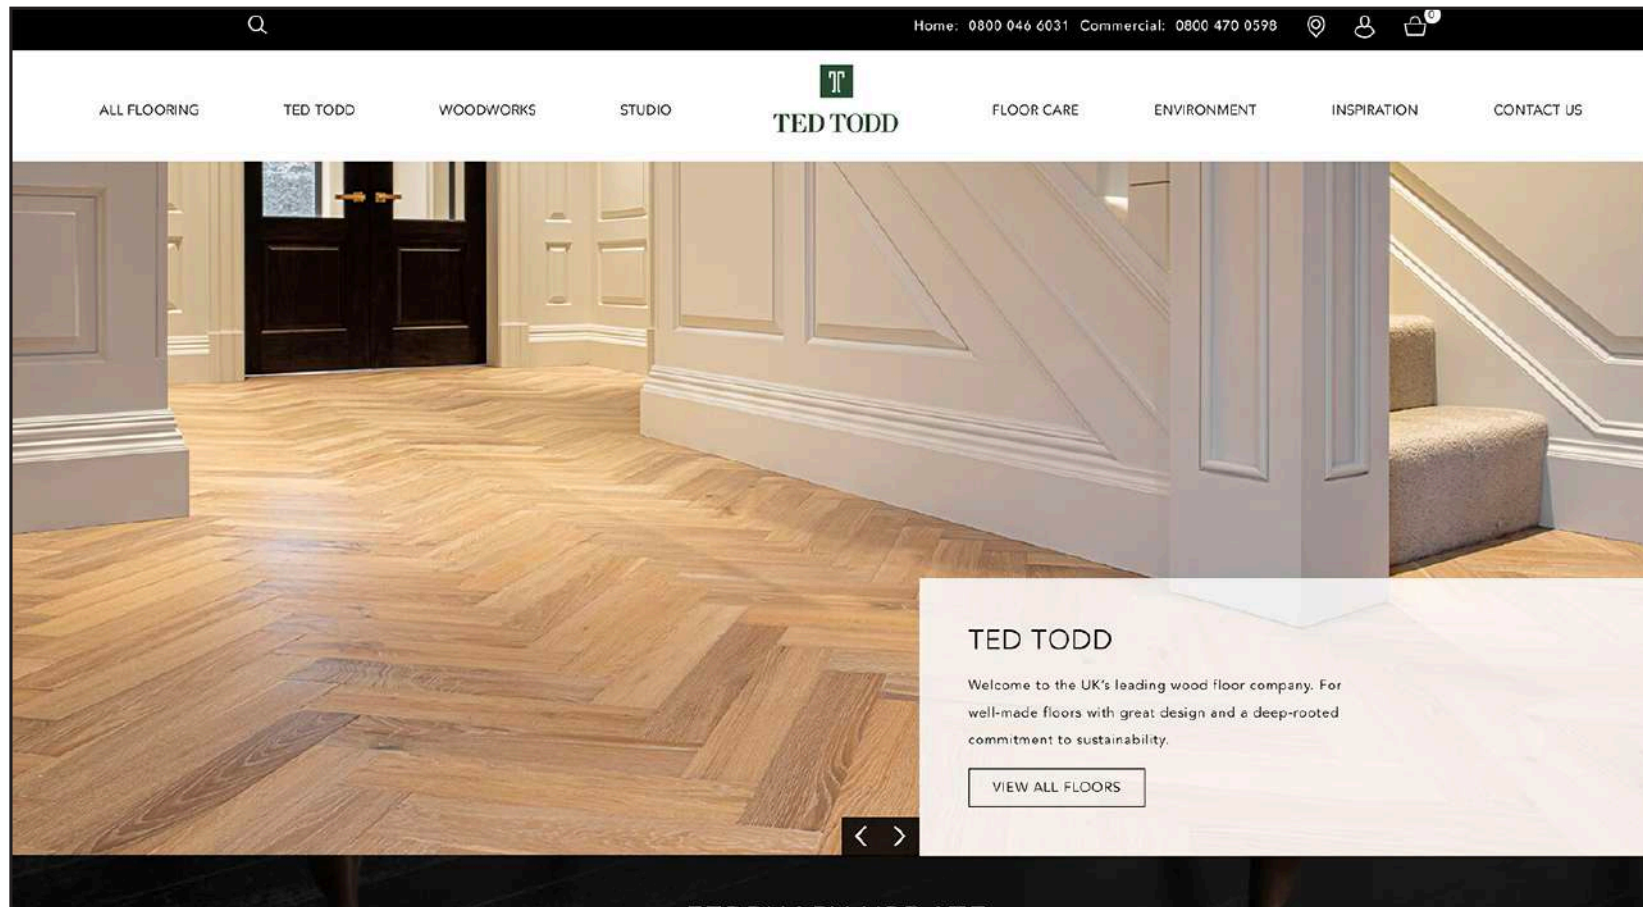 Home: 0800 046 6031 Commercial: 0800 470 0598
0
ALL FLOORING
TED TODD
WOODWORKS
STUDIO
TED TODD
FLOOR CARE
ENVIRONMENT
INSPIRATION
CONTACT US
TED TODD
Welcome to the UK's leading wood floor company. For
well-made floors with great design and a deep-rooted
commitment to sustainability.
VIEW ALL FLOORS